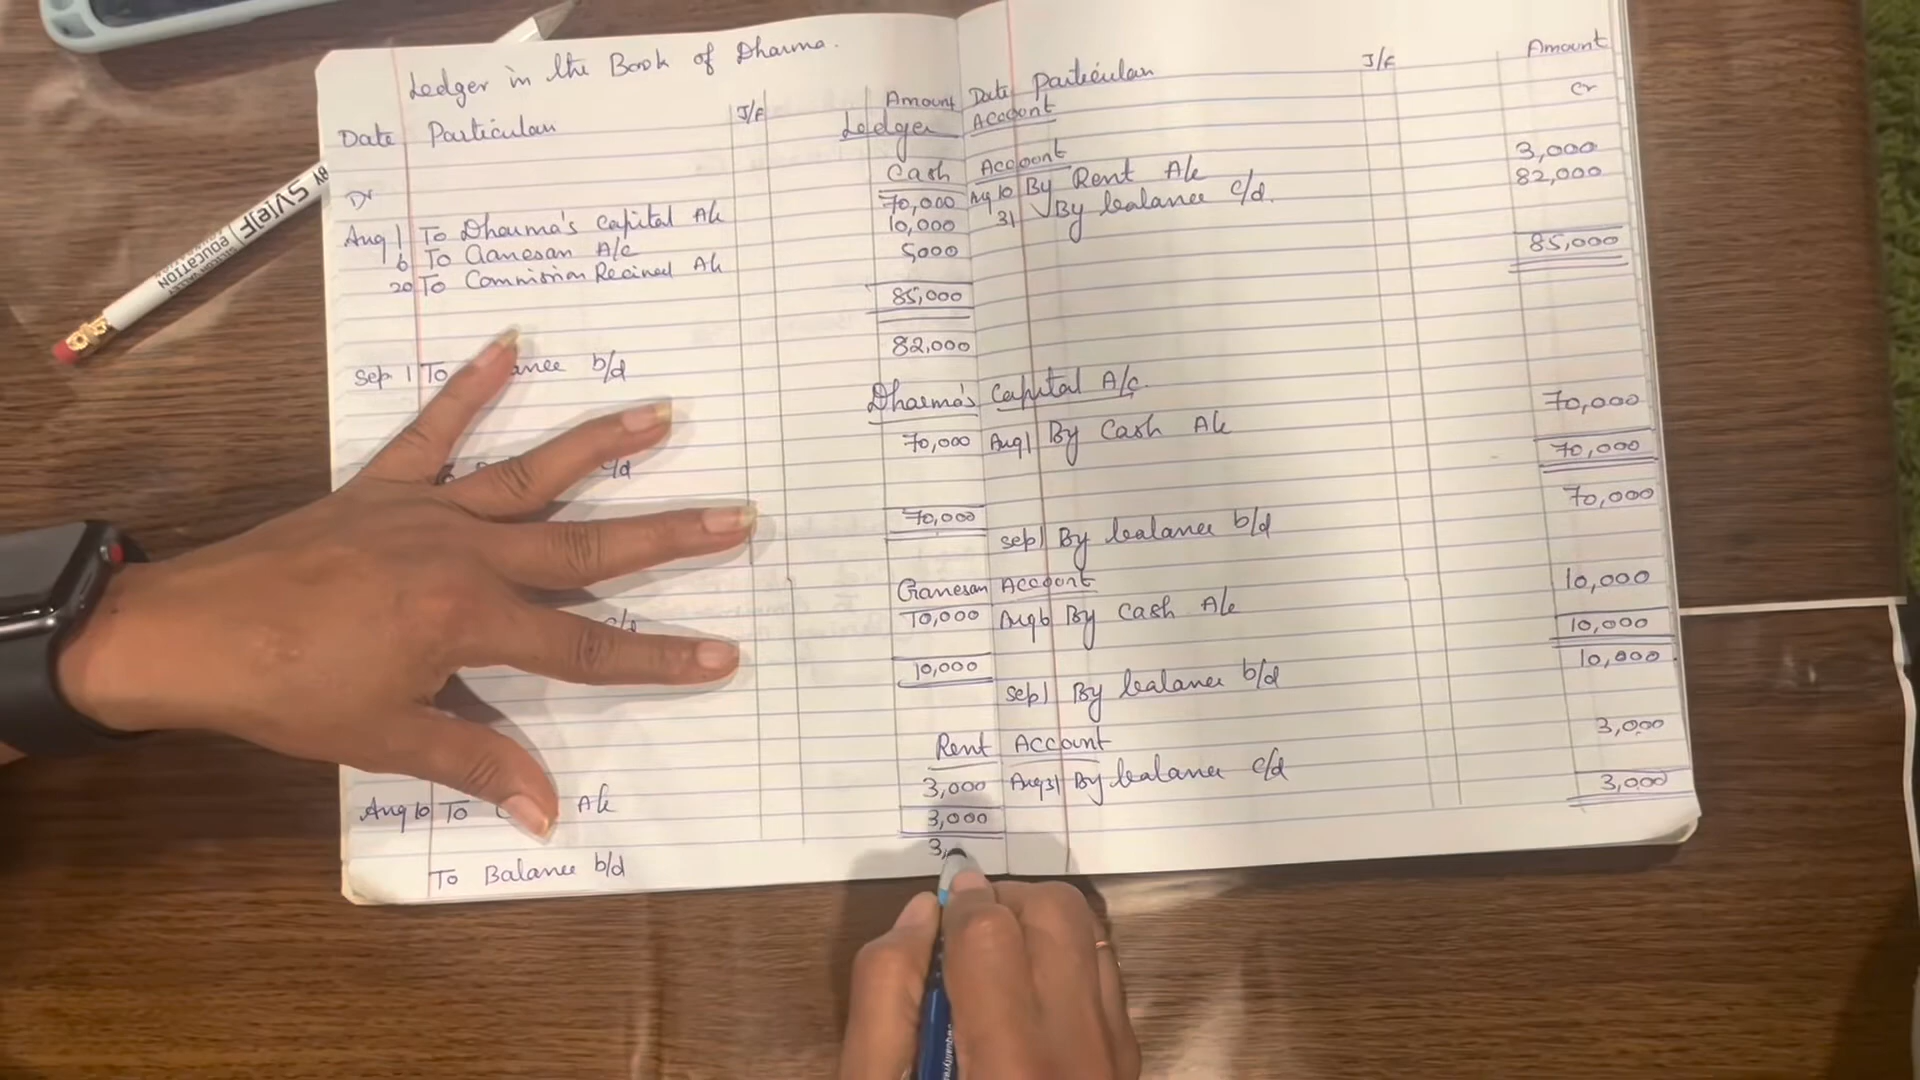 Ledger in the Book of Dharma.
Date Particulars J/F Amount Date Particulars J/F Amount
Ledger Account
Dr Cr
Cash Account
Aug 1 To Dharma's Capital A/c 70,000 Aug 10 By Rent A/c 3,000
6 To Ganesan A/c 10,000 31 By balance c/d. 82,000
20 To Commission Recived A/c 5000
85,000 85,000
Sep 1 To b/d 82,000
Dharma's Capital A/c.
c/d 70,000 Aug 1 By Cash A/c 70,000
70,000 70,000
Sep 1 By balance b/d 70,000
Ganesan Account
c/d 10,000 Aug 6 By Cash A/c 10,000
10,000 10,000
Sep 1 By balance b/d 10,000
Rent Account
Aug 10 To A/c 3,000 Aug 31 By balance c/d 3,000
3,000 3,000
To Balance b/d 3,
EDUCATION